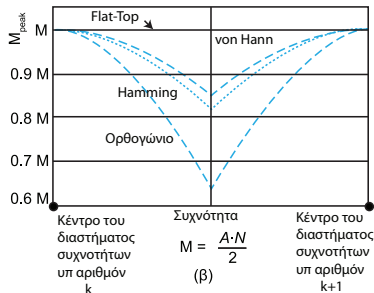 Flat-Top
M_peak
M
von Hann
0.9 M
Hamming
0.8 M
Ορθογώνιο
0.7 M
0.6 M
Κέντρο του
διαστήματος
συχνοτήτων
υπ αριθμόν
k
Συχνότητα
M = A·N / 2
(β)
Κέντρο του
διαστήματος
συχνοτήτων
υπ αριθμόν
k+1